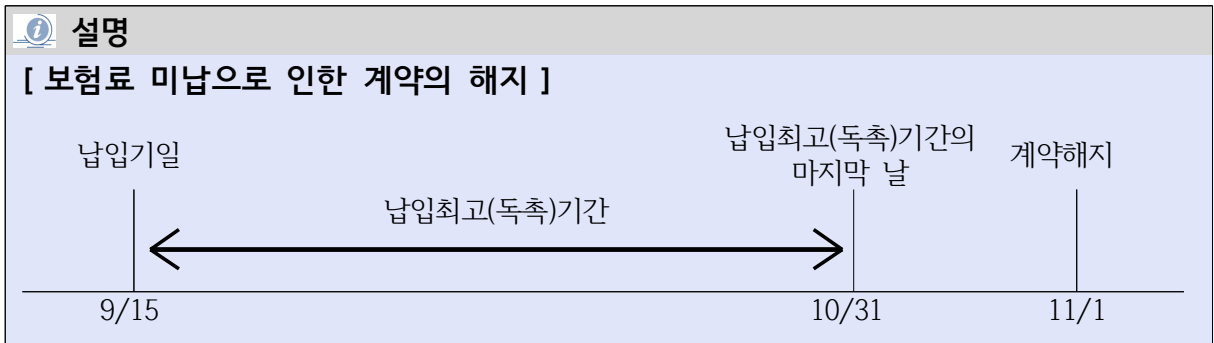 설명
[ 보험료 미납으로 인한 계약의 해지 ]
납입기일
납입최고(독촉)기간의
마지막 날
계약해지
납입최고(독촉)기간
9/15
10/31
11/1